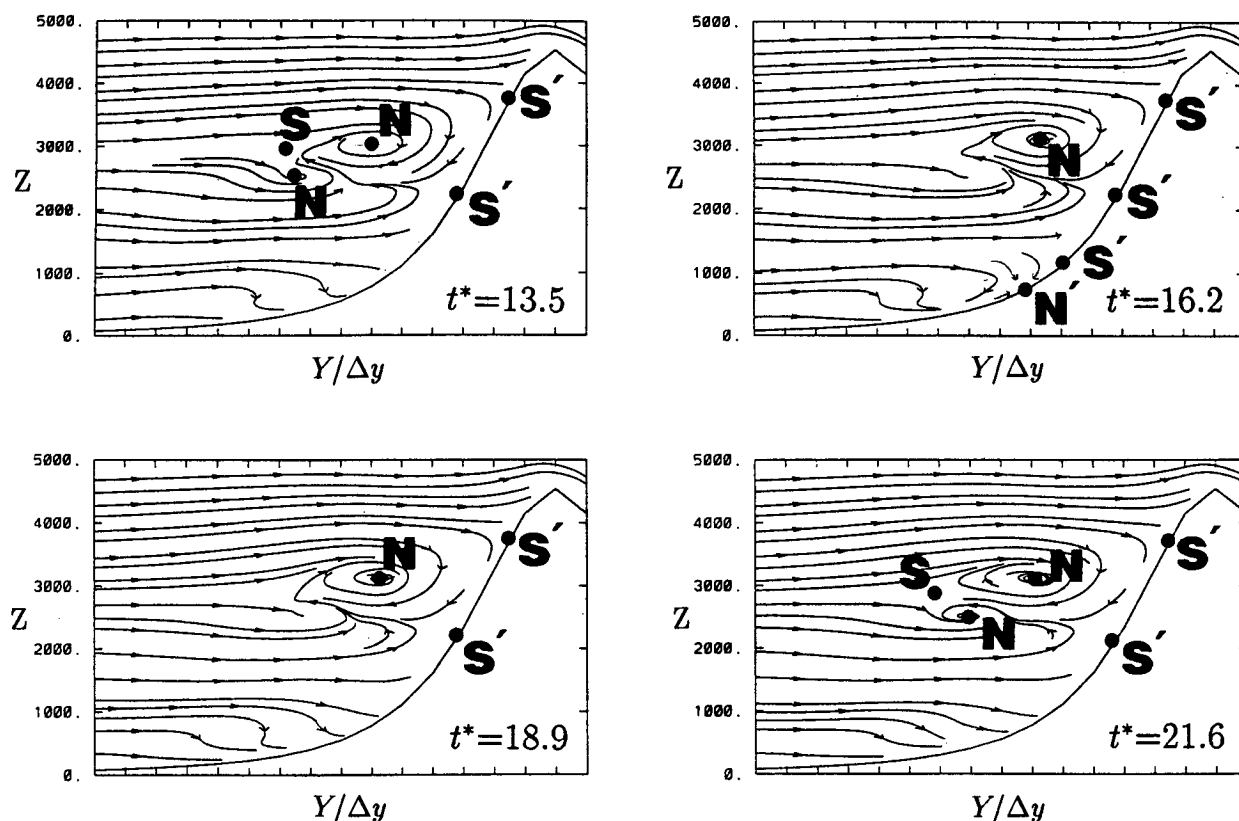 5000.
4000.
3000.
2000.
1000.
0.
Z
S
N
N
S′
S′
t*=13.5
Y/Δy
5000.
4000.
3000.
2000.
1000.
0.
Z
N
S′
S′
S′
N′
t*=16.2
Y/Δy
5000.
4000.
3000.
2000.
1000.
0.
Z
N
S′
S′
t*=18.9
Y/Δy
5000.
4000.
3000.
2000.
1000.
0.
Z
S
N
N
S′
S′
t*=21.6
Y/Δy